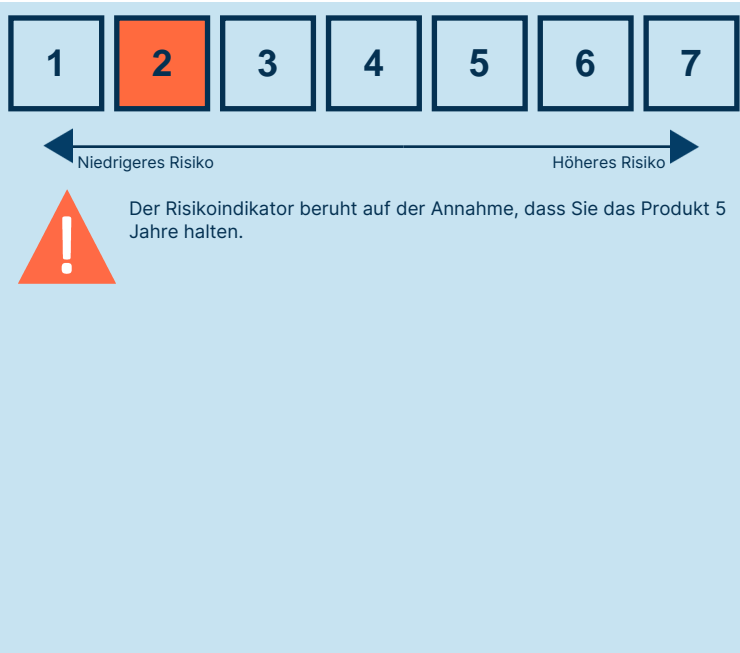 1 2 3 4 5 6 7
Niedrigeres Risiko Höheres Risiko
Der Risikoindikator beruht auf der Annahme, dass Sie das Produkt 5
Jahre halten.